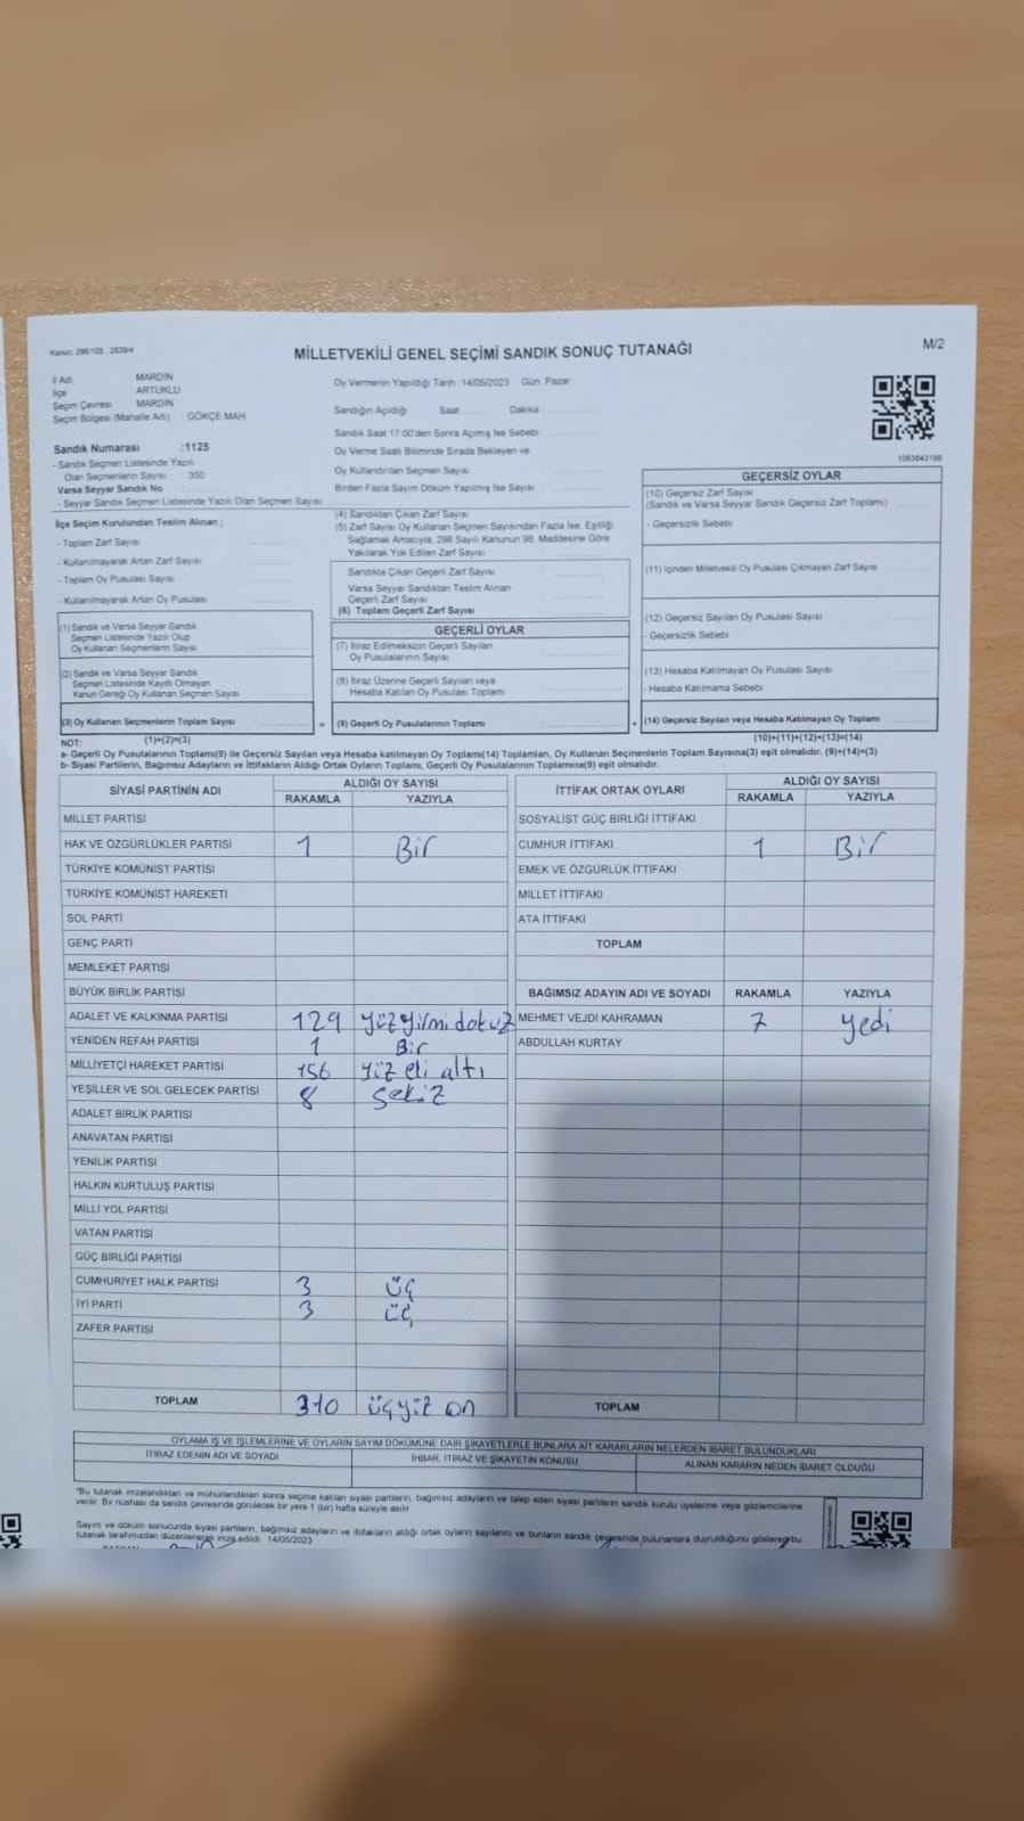 MİLLETVEKİLİ GENEL SEÇİMİ SANDIK SONUÇ TUTANAĞI
M/2
İl Adı MARDİN
İlçe ARTUKLU
Seçim Çevresi MARDİN
Seçim Bölgesi (Mahalle Adı) GÖKÇE MAH
Oy Vermenin Yapıldığı Tarih :14/05/2023 Gün: Pazar
Sandığın Açıldığı Saat Dakika
Sandık Saat 17:00'den Sonra Açılmış İse Sebebi
Oy Verme Saati Bitiminde Sırada Bekleyen ve
Oy Kullandırılan Seçmen Sayısı
Birden Fazla Sayım Döküm Yapılmış İse Sayısı
Sandık Numarası :1125
- Sandık Seçmen Listesinde Yazılı
Olan Seçmenlerin Sayısı : 350
Varsa Seyyar Sandık No
- Seyyar Sandık Seçmen Listesinde Yazılı Olan Seçmen Sayısı
İlçe Seçim Kurulundan Teslim Alınan ;
- Toplam Zarf Sayısı
- Kullanılmayarak Artan Zarf Sayısı
- Toplam Oy Pusulası Sayısı
- Kullanılmayarak Artan Oy Pusulası
(1) Sandık ve Varsa Seyyar Sandık
Seçmen Listesinde Yazılı Olup
Oy Kullanan Seçmenlerin Sayısı
(2) Sandık ve Varsa Seyyar Sandık
Seçmen Listesinde Kaydı Olmayan
Kanun Gereği Oy Kullanan Seçmen Sayısı
(3) Oy Kullanan Seçmenlerin Toplam Sayısı
(1)+(2)=(3)
(4) Sandıktan Çıkan Zarf Sayısı
(5) Zarf Sayısı Oy Kullanan Seçmen Sayısından Fazla İse, Eşitliği
Sağlamak Amacıyla, 298 Sayılı Kanunun 98. Maddesine Göre
Yakılarak Yok Edilen Zarf Sayısı
Sandıkta Çıkan Geçerli Zarf Sayısı
Varsa Seyyar Sandıktan Teslim Alınan
Geçerli Zarf Sayısı
(6) Toplam Geçerli Zarf Sayısı
GEÇERLİ OYLAR
(7) İtiraz Edilmeksizin Geçerli Sayılan
Oy Pusulalarının Sayısı
(8) İtiraz Üzerine Geçerli Sayılan veya
Hesaba Katılan Oy Pusulası Toplamı
= (9) Geçerli Oy Pusulalarının Toplamı
GEÇERSİZ OYLAR
(10) Geçersiz Zarf Sayısı
(Sandık ve Varsa Seyyar Sandık Geçersiz Zarf Toplamı)
- Geçersizlik Sebebi
(11) İçinden Milletvekili Oy Pusulası Çıkmayan Zarf Sayısı
(12) Geçersiz Sayılan Oy Pusulası Sayısı
- Geçersizlik Sebebi
(13) Hesaba Katılmayan Oy Pusulası Sayısı
- Hesaba Katılmama Sebebi
+ (14) Geçersiz Sayılan veya Hesaba Katılmayan Oy Toplamı
(10)+(11)+(12)+(13)=(14)
NOT:
a- Geçerli Oy Pusulalarının Toplamı(9) ile Geçersiz Sayılan veya Hesaba katılmayan Oy Toplamı(14) Toplamları, Oy Kullanan Seçmenlerin Toplam Sayısına(3) eşit olmalıdır. (9)+(14)=(3)
b- Siyasi Partilerin, Bağımsız Adayların ve İttifakların Aldığı Ortak Oyların Toplamı, Geçerli Oy Pusulalarının Toplamına(9) eşit olmalıdır.
SİYASİ PARTİNİN ADI ALDIĞI OY SAYISI
RAKAMLA YAZIYLA
MİLLET PARTİSİ
HAK VE ÖZGÜRLÜKLER PARTİSİ 1 Bir
TÜRKİYE KOMÜNİST PARTİSİ
TÜRKİYE KOMÜNİST HAREKETİ
SOL PARTİ
GENÇ PARTİ
MEMLEKET PARTİSİ
BÜYÜK BİRLİK PARTİSİ
ADALET VE KALKINMA PARTİSİ 129 yüzyirmidokuz
YENİDEN REFAH PARTİSİ 1 Bir
MİLLİYETÇİ HAREKET PARTİSİ 156 yüz eli altı
YEŞİLLER VE SOL GELECEK PARTİSİ 8 Sekiz
ADALET BİRLİK PARTİSİ
ANAVATAN PARTİSİ
YENİLİK PARTİSİ
HALKIN KURTULUŞ PARTİSİ
MİLLİ YOL PARTİSİ
VATAN PARTİSİ
GÜÇ BİRLİĞİ PARTİSİ
CUMHURİYET HALK PARTİSİ 3 üç
İYİ PARTİ 3 üç
ZAFER PARTİSİ
TOPLAM 310 üçyüz on
İTTİFAK ORTAK OYLARI ALDIĞI OY SAYISI
RAKAMLA YAZIYLA
SOSYALİST GÜÇ BİRLİĞİ İTTİFAKI
CUMHUR İTTİFAKI 1 Bir
EMEK VE ÖZGÜRLÜK İTTİFAKI
MİLLET İTTİFAKI
ATA İTTİFAKI
TOPLAM
BAĞIMSIZ ADAYIN ADI VE SOYADI RAKAMLA YAZIYLA
MEHMET VEJDİ KAHRAMAN 7 yedi
ABDULLAH KURTAY
TOPLAM
OYLAMA İŞ VE İŞLEMLERİNE VE OYLARIN SAYIM DÖKÜMÜNE DAİR ŞİKAYETLERLE BUNLARA AİT KARARLARIN NELERDEN İBARET BULUNDUKLARI
İTİRAZ EDENİN ADI VE SOYADI İHBAR, İTİRAZ VE ŞİKAYETİN KONUSU ALINAN KARARIN NEDEN İBARET OLDUĞU
"Bu tutanak imzalandıktan ve mühürlendikten sonra seçime katılan siyasi partilerin, bağımsız adayların ve talep eden siyasi partilerin sandık kurulu üyelerine veya gözlemcilerine
verilir. Bir nüshası da sandık çevresinde görülecek bir yere 1 (bir) hafta süreyle asılır
Sayım ve döküm sonucunda siyasi partilerin, bağımsız adayların ve ittifakların aldığı ortak oyların sayılarını ve bunların sandık çevresinde bulunanlara duyurulduğunu gösteren bu
tutanak tarafımızdan düzenlenerek imza edildi. 14/05/2023